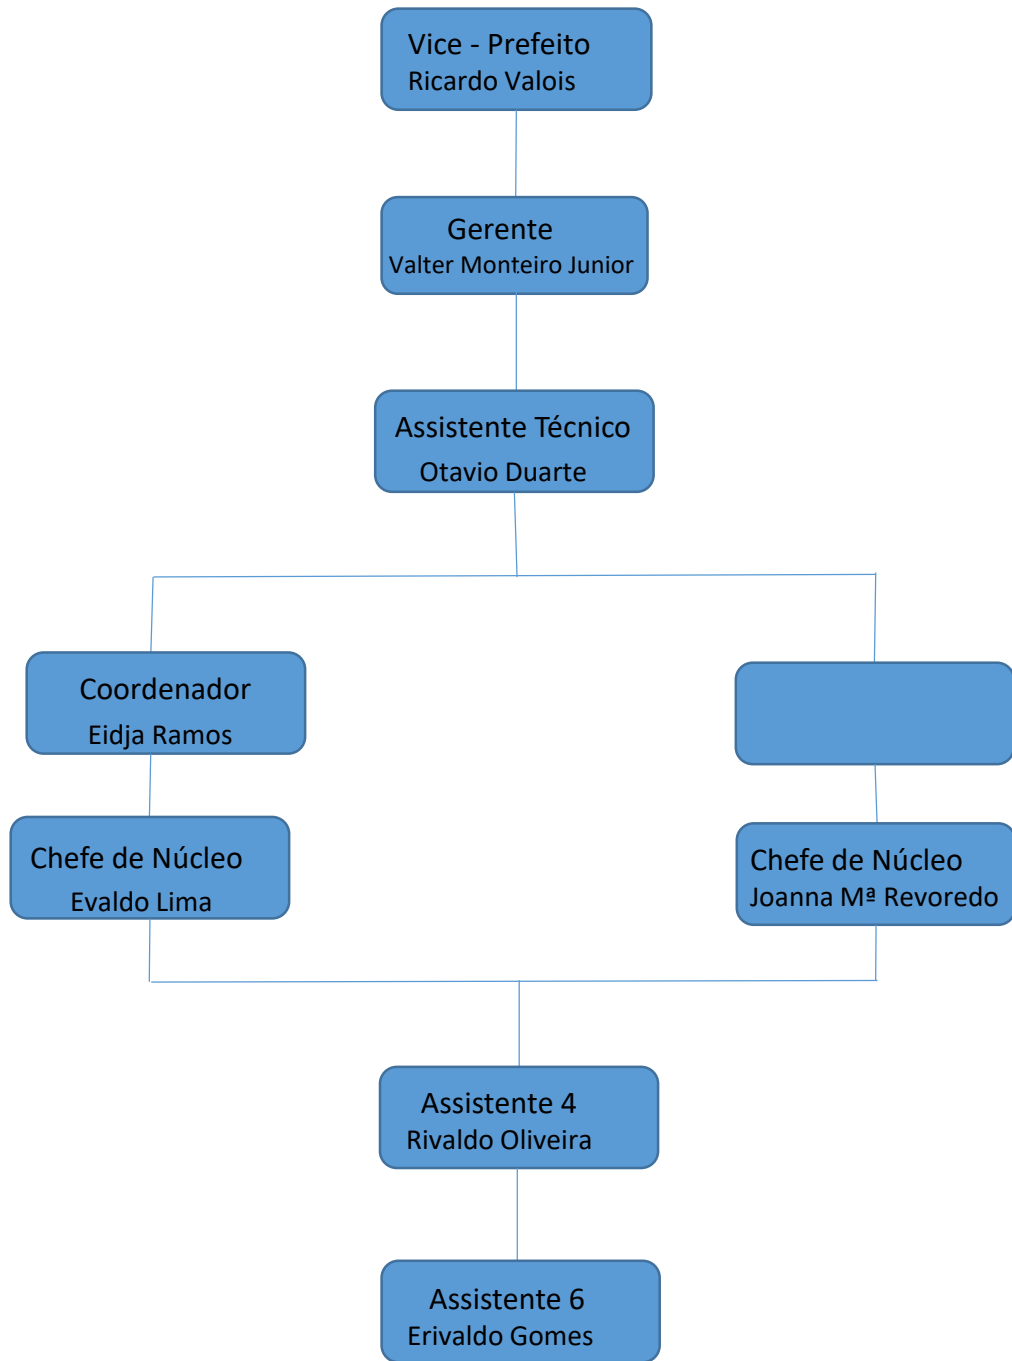 Vice - Prefeito
Ricardo Valois
Gerente
Valter Monteiro Junior
Assistente Técnico
Otavio Duarte
Coordenador
Eidja Ramos
Chefe de Núcleo
Evaldo Lima
Chefe de Núcleo
Joanna Mª Revoredo
Assistente 4
Rivaldo Oliveira
Assistente 6
Erivaldo Gomes